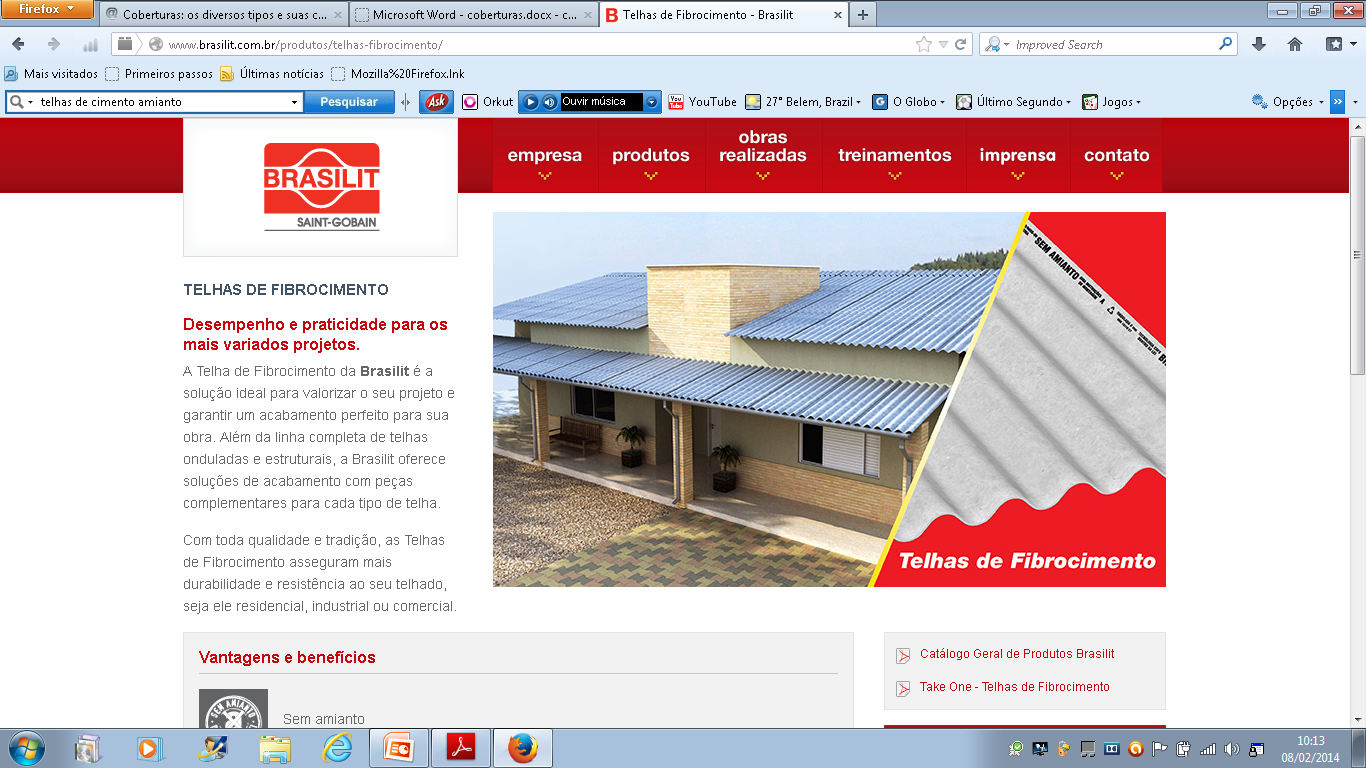 Firefox
Coberturas: os diversos tipos e suas c...
Microsoft Word - coberturas.docx - c...
Telhas de Fibrocimento - Brasilit
www.brasilit.com.br/produtos/telhas-fibrocimento/
Improved Search
Mais visitados
Primeiros passos
Últimas notícias
Mozilla%20Firefox.lnk
telhas de cimento amianto
Pesquisar
Ask
Orkut
Ouvir música
YouTube
27° Belem, Brazil
O Globo
Último Segundo
Jogos
Opções
BRASILIT
SAINT-GOBAIN
empresa
produtos
obras
realizadas
treinamentos
imprensa
contato
TELHAS DE FIBROCIMENTO
Desempenho e praticidade para os
mais variados projetos.
A Telha de Fibrocimento da Brasilit é a
solução ideal para valorizar o seu projeto e
garantir um acabamento perfeito para sua
obra. Além da linha completa de telhas
onduladas e estruturais, a Brasilit oferece
soluções de acabamento com peças
complementares para cada tipo de telha.
Com toda qualidade e tradição, as Telhas
de Fibrocimento asseguram mais
durabilidade e resistência ao seu telhado,
seja ele residencial, industrial ou comercial.
SEM AMIANTO
Telhas de Fibrocimento
Vantagens e benefícios
SEM AMIANTO
Sem amianto
Catálogo Geral de Produtos Brasilit
Take One - Telhas de Fibrocimento
10:13
08/02/2014